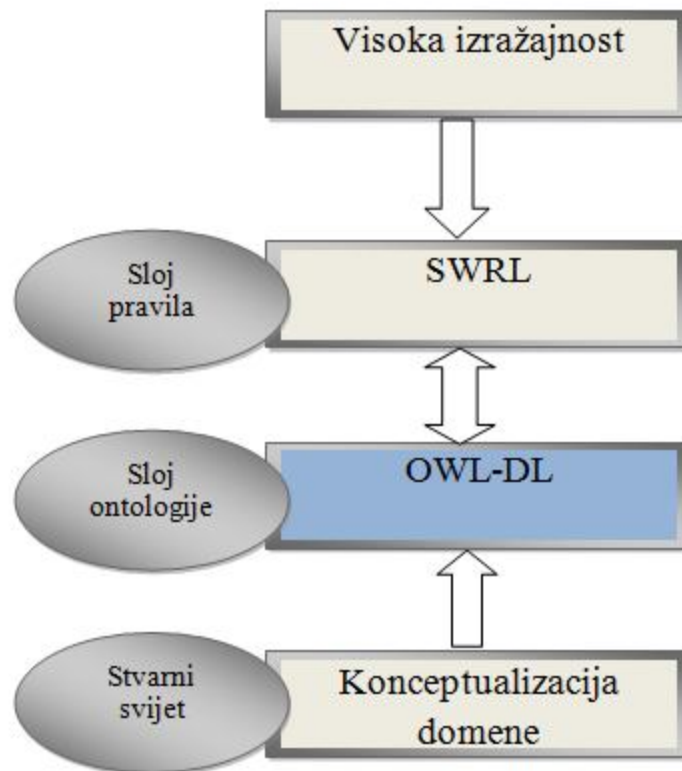 Visoka izražajnost
Sloj
pravila
SWRL
Sloj
ontologije
OWL-DL
Stvarni
svijet
Konceptualizacija
domene